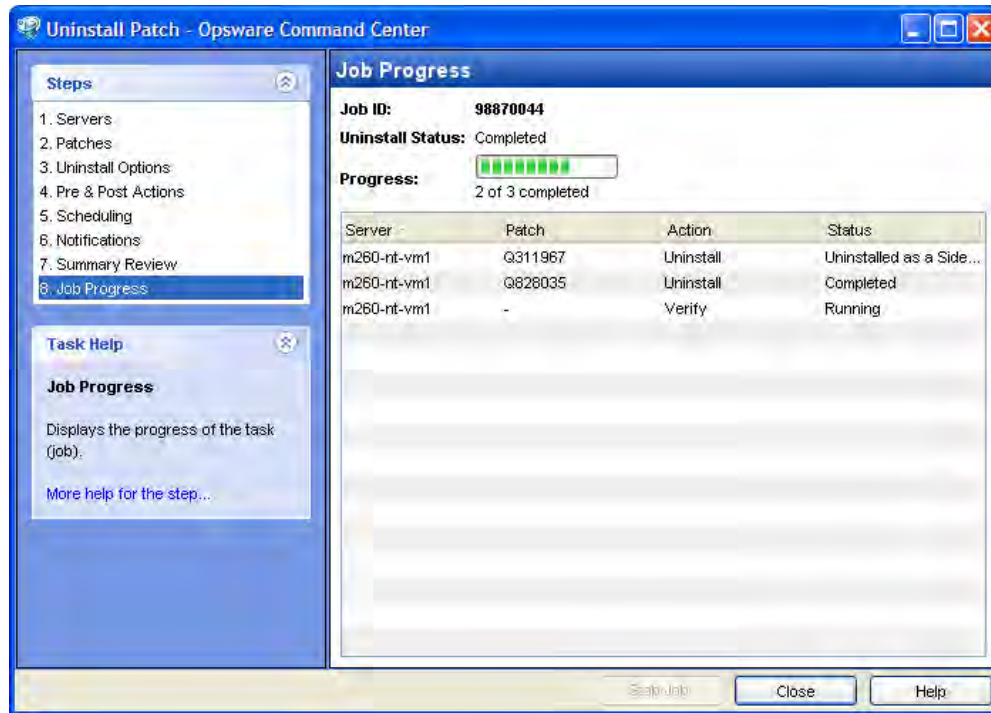 Uninstall Patch - Opsware Command Center
Steps
1. Servers
2. Patches
3. Uninstall Options
4. Pre & Post Actions
5. Scheduling
6. Notifications
7. Summary Review
8. Job Progress
Task Help
Job Progress
Displays the progress of the task
(job).
More help for the step...
Job Progress
Job ID: 98870044
Uninstall Status: Completed
Progress:
2 of 3 completed
Server Patch Action Status
m260-nt-vm1 Q311967 Uninstall Uninstalled as a Side...
m260-nt-vm1 Q828035 Uninstall Completed
m260-nt-vm1 - Verify Running
Close Help